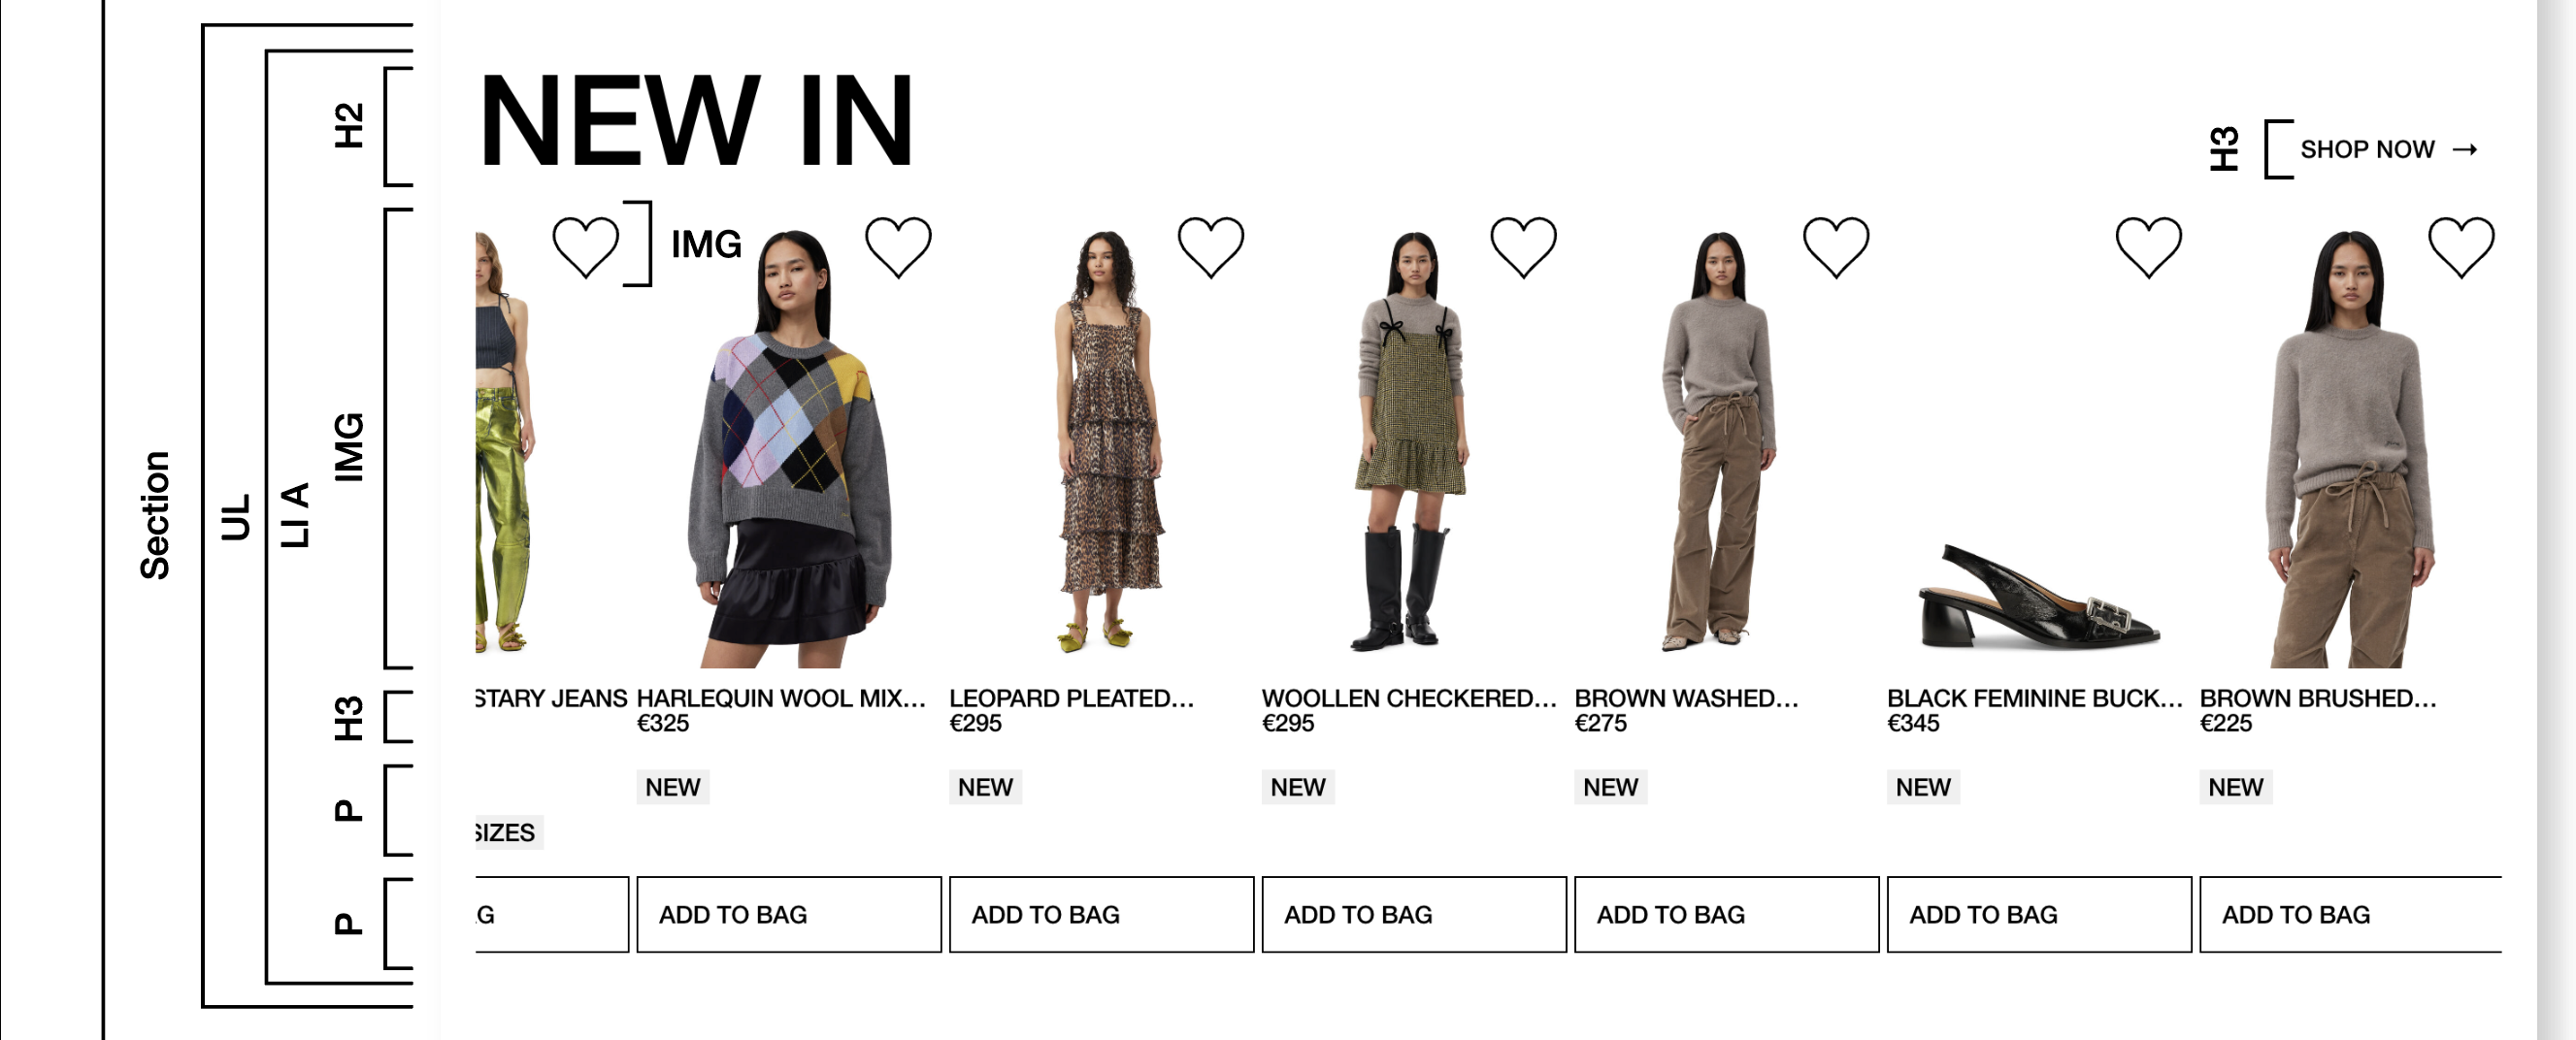 Section
UL
LI A
H2
NEW IN
H3
SHOP NOW →
IMG
IMG
H3
STARY JEANS
HARLEQUIN WOOL MIX...
€325
LEOPARD PLEATED...
€295
WOOLLEN CHECKERED...
€295
BROWN WASHED...
€275
BLACK FEMININE BUCK...
€345
BROWN BRUSHED...
€225
P
NEW
NEW
NEW
NEW
NEW
NEW
SIZES
P
G
ADD TO BAG
ADD TO BAG
ADD TO BAG
ADD TO BAG
ADD TO BAG
ADD TO BAG